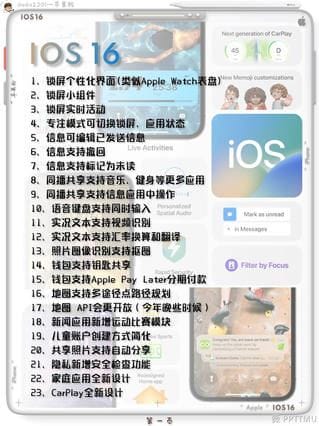 IOS16
IOS 16
Next generation of CarPlay
45
D
New Memoji customizations
1、锁屏个性化界面(类似Apple Watch表盘)
2、锁屏小组件
3、锁屏实时活动
4、专注模式可切换锁屏、应用状态
5、信息可编辑已发送信息
6、信息支持撤回
7、信息支持标记为未读
8、同播共享支持音乐、健身等更多应用
9、同播共享支持信息应用中操作
10、语音键盘支持同时输入
11、实况文本支持视频识别
12、实况文本支持汇率换算和翻译
13、照片图像识别支持抠图
14、钱包支持钥匙共享
15、钱包支持Apple Pay Later分期付款
16、地图支持多途径点路径规划
17、地图 API会更开放（今年晚些时候）
18、新闻应用新增运动比赛模块
19、儿童账户创建方式简化
20、共享照片支持自动分享
21、隐私新增安全检查功能
22、家庭应用全新设计
23、CarPlay全新设计
Live Activities
iOS
Personalized
Spatial Audio
Mark as unread
in Messages
Rapid Security
Filter by Focus
Redesigned
Home app
Apple
IOS16
第一页
PPTTMU